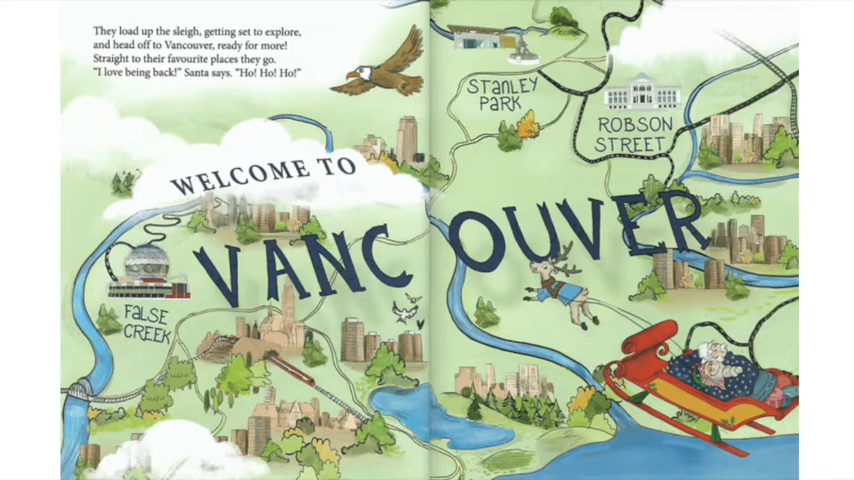 They load up the sleigh, getting set to explore,
and head off to Vancouver, ready for more!
Straight to their favourite places they go.
“I love being back!” Santa says. “Ho! Ho! Ho!”
STANLEY
PARK
ROBSON
STREET
WELCOME TO
VANCOUVER
FALSE
CREEK